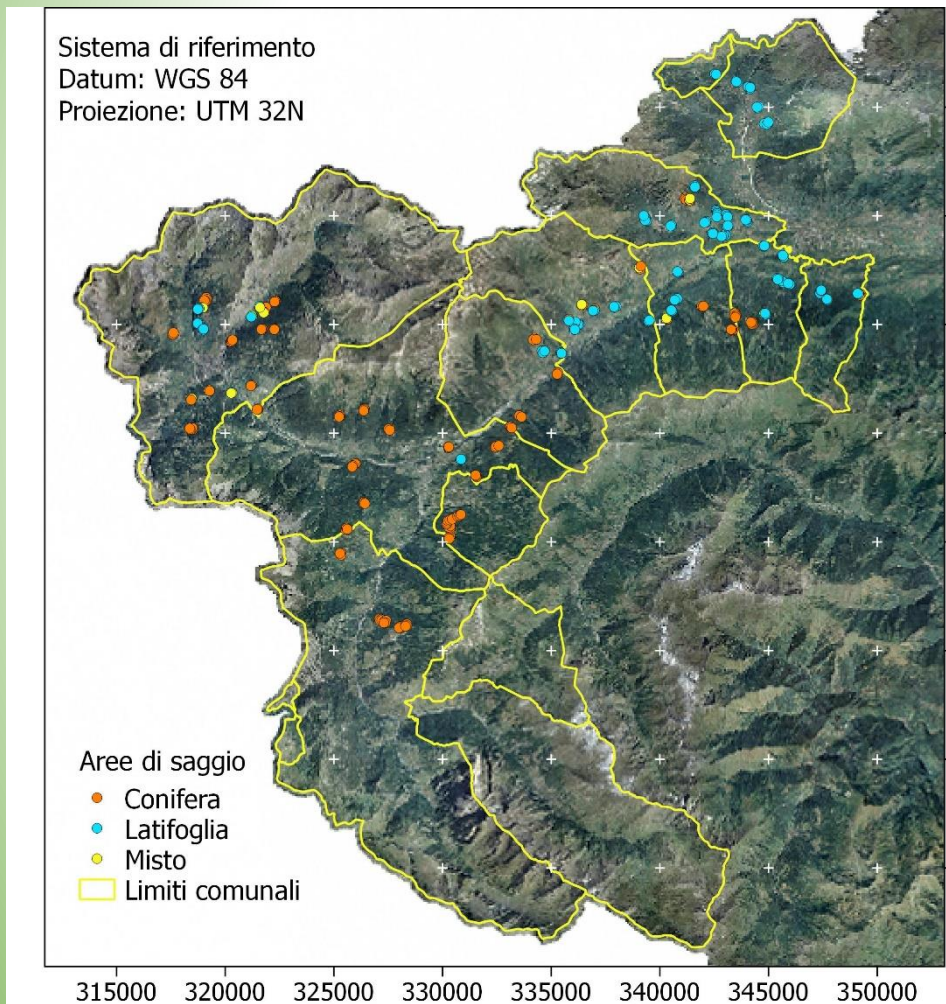 Sistema di riferimento
Datum: WGS 84
Proiezione: UTM 32N
Aree di saggio
Conifera
Latifoglia
Misto
Limiti comunali
315000 320000 325000 330000 335000 340000 345000 350000